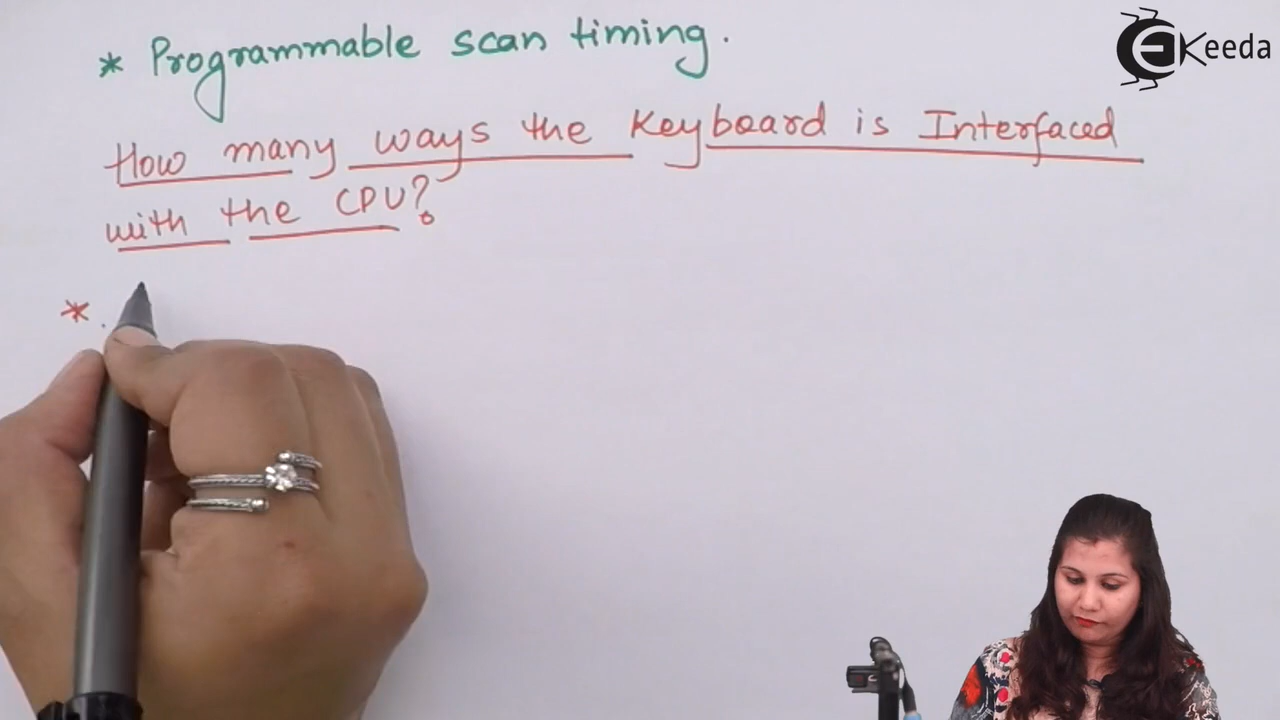 * Programmable scan timing.
EKeeda
How many ways the Keyboard is Interfaced
with the CPU?
*